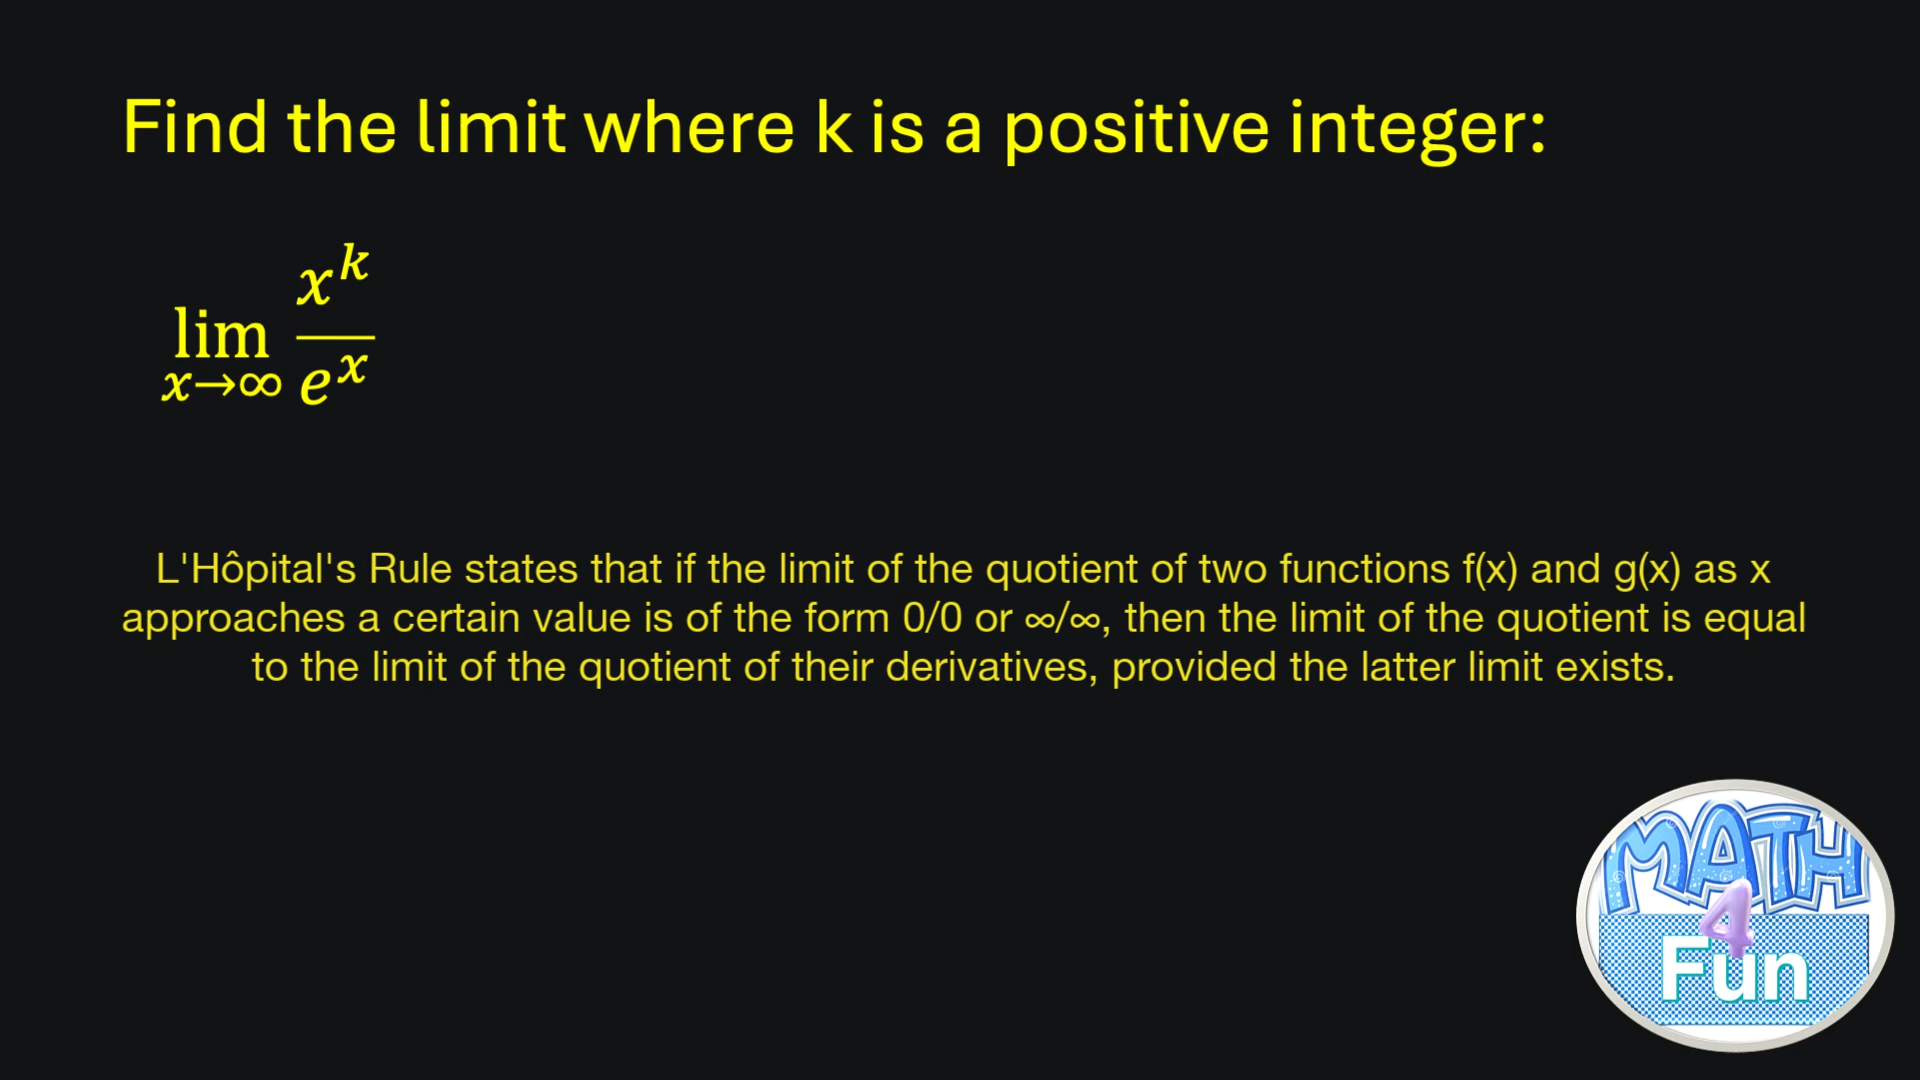 Find the limit where k is a positive integer:
lim x→∞ x^k / e^x
L'Hôpital's Rule states that if the limit of the quotient of two functions f(x) and g(x) as x
approaches a certain value is of the form 0/0 or ∞/∞, then the limit of the quotient is equal
to the limit of the quotient of their derivatives, provided the latter limit exists.
MATH
4
Fun